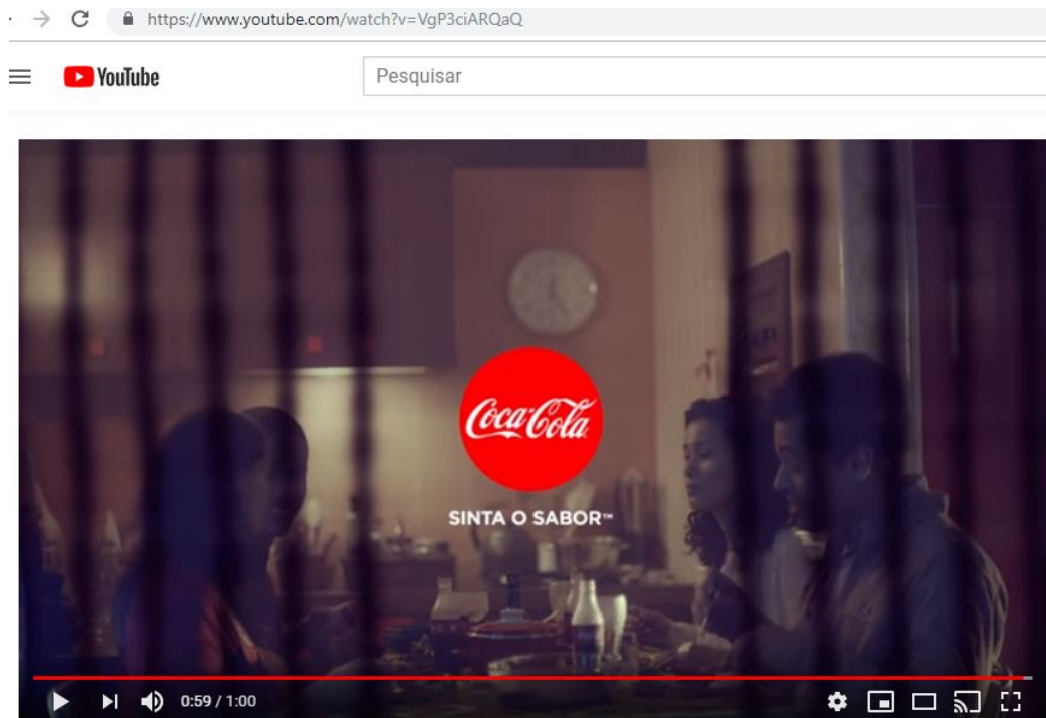 https://www.youtube.com/watch?v=VgP3ciARQaQ
YouTube
Pesquisar
Coca-Cola
SINTA O SABOR™
0:59 / 1:00